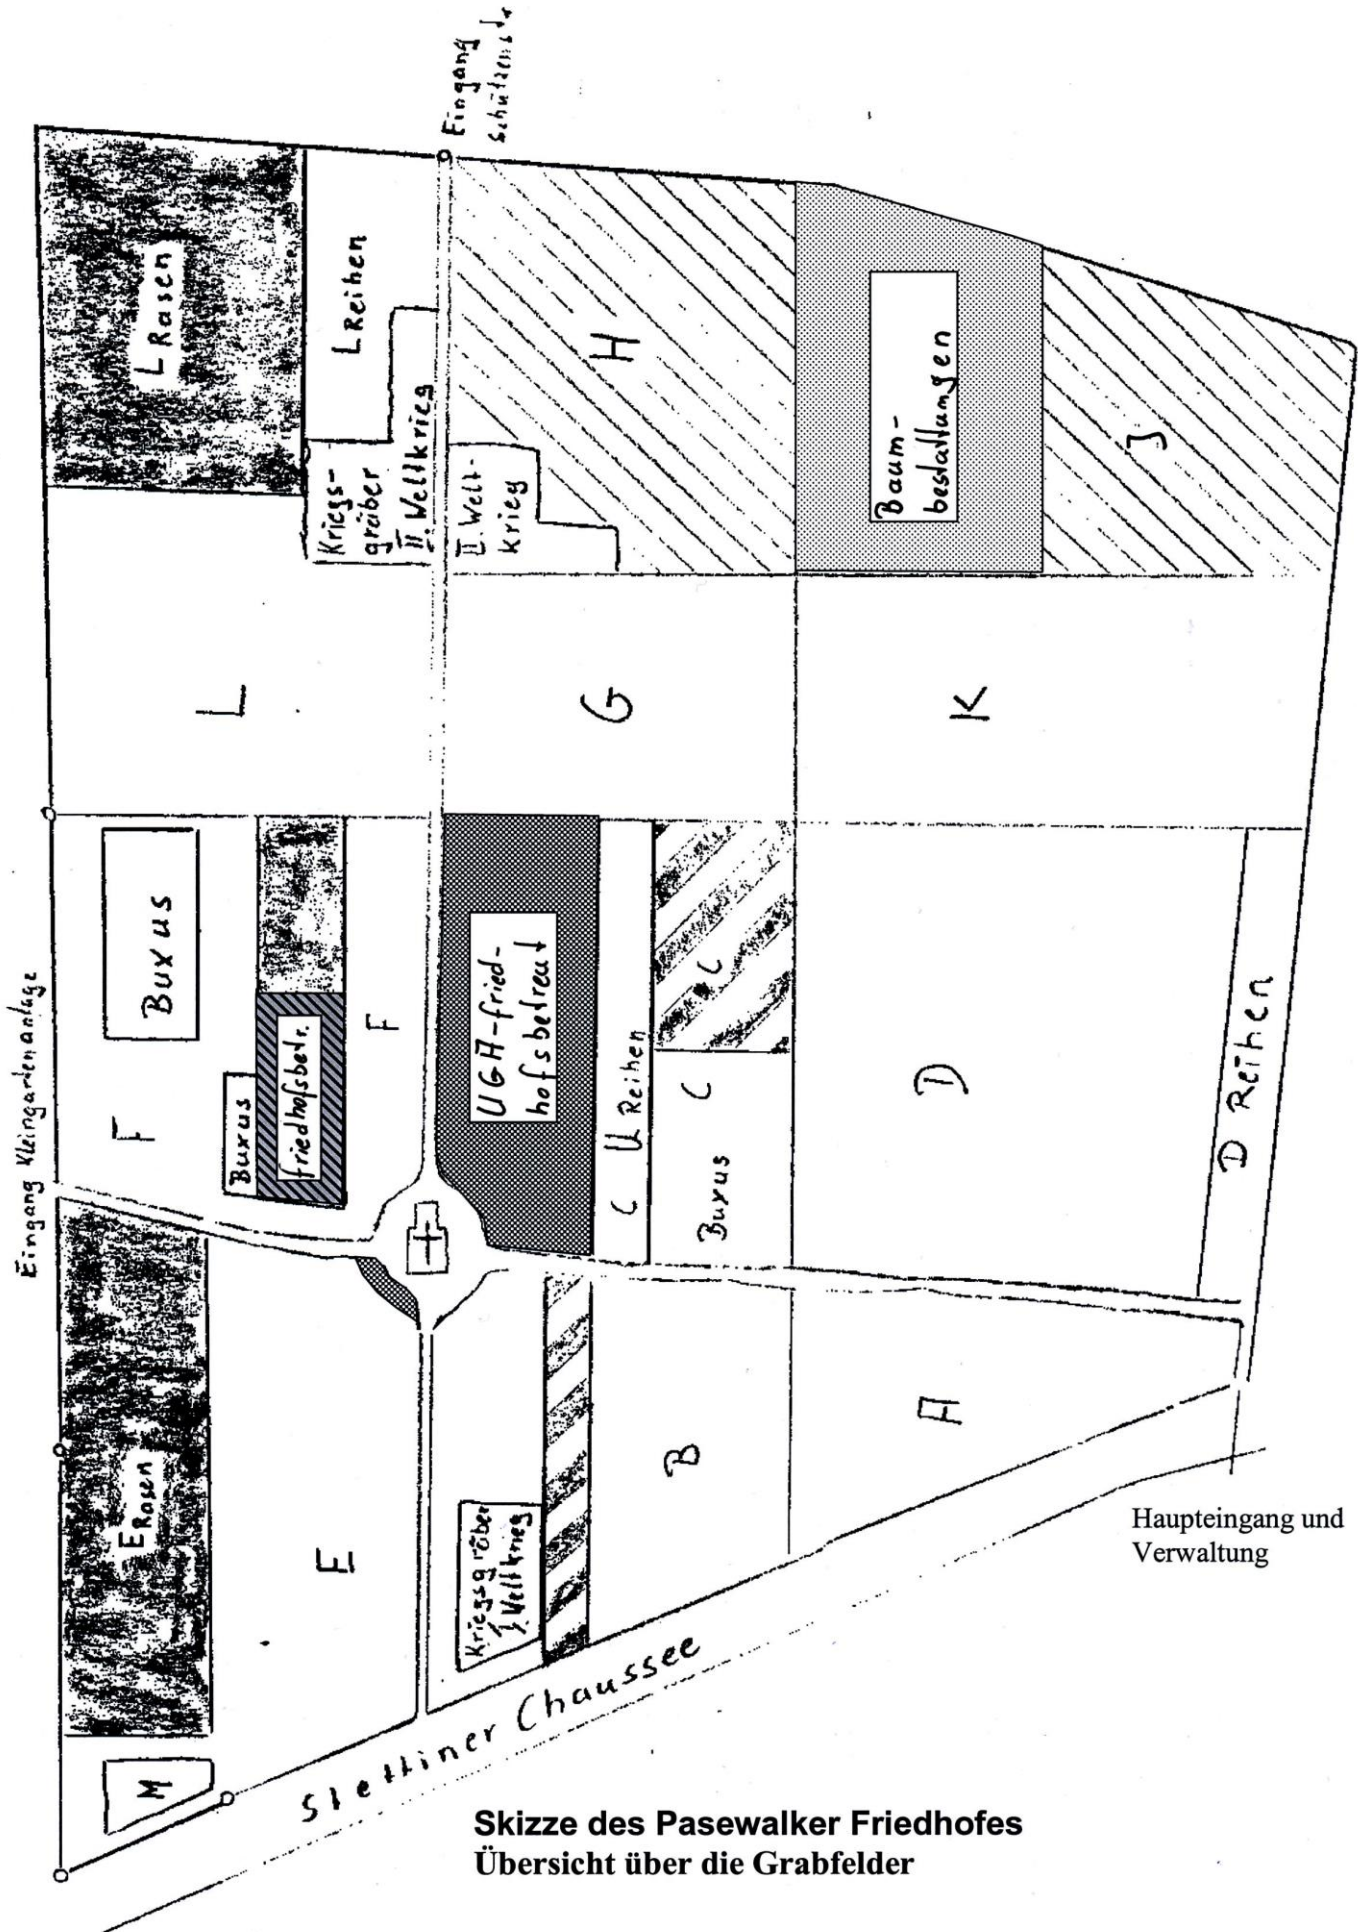 Eingang
Schützenstr
L Rasen
L Reihen
Kriegs-
gräber
II. Weltkrieg
II. Welt-
krieg
H
Baum-
bestattungen
J
L
G
K
Eingang Kleingartenanlage
Buxus
F
Buxus
friedhofsbetr.
F
UGA-fried-
hofsbetreut
C U Reihen
C
Buxus C
D
D Reihen
E Rasen
E
Kriegsgräber
I. Weltkrieg
B
A
M
Stettiner Chaussee
Haupteingang und
Verwaltung
Skizze des Pasewalker Friedhofes
Übersicht über die Grabfelder